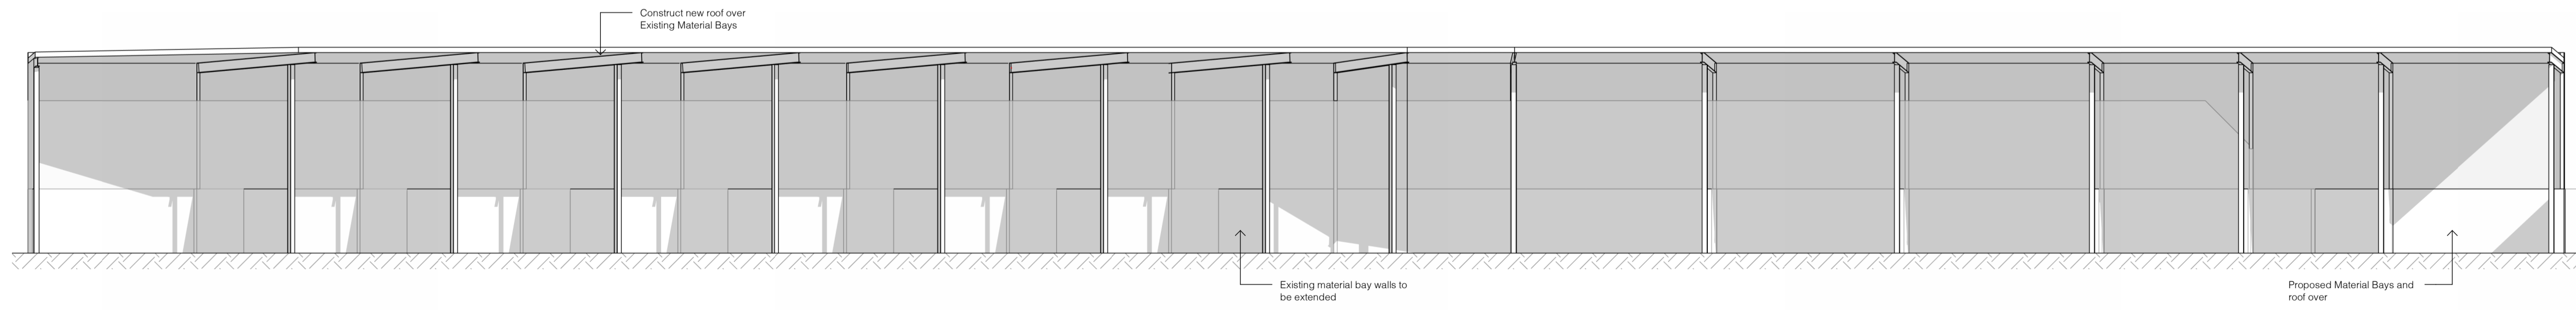 Construct new roof over
Existing Material Bays
Existing material bay walls to
be extended
Proposed Material Bays and
roof over